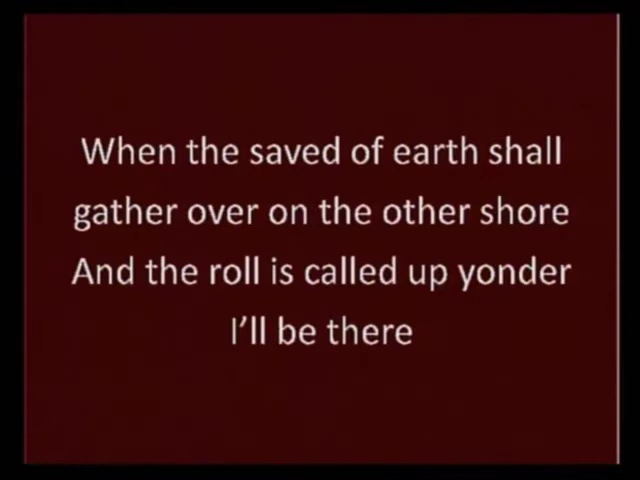 When the saved of earth shall
gather over on the other shore
And the roll is called up yonder
I'll be there